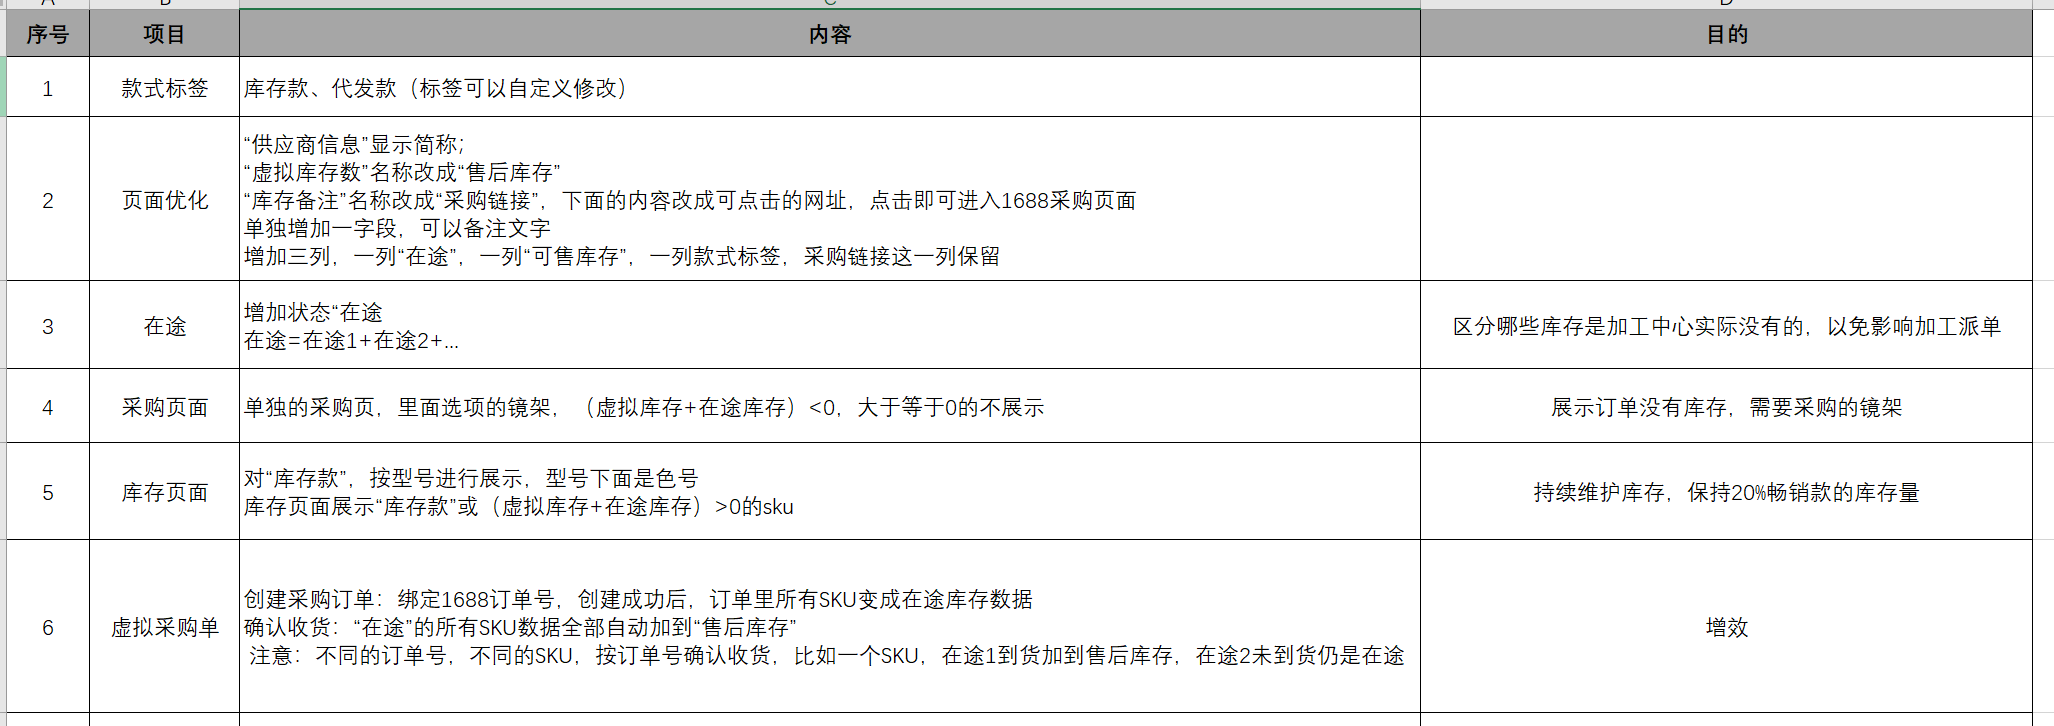 序号 项目 内容 目的
1 款式标签 库存款、代发款（标签可以自定义修改）
2 页面优化
“供应商信息”显示简称；
“虚拟库存数”名称改成“售后库存”
“库存备注”名称改成“采购链接”，下面的内容改成可点击的网址，点击即可进入1688采购页面
单独增加一字段，可以备注文字
增加三列，一列“在途”，一列“可售库存”，一列款式标签，采购链接这一列保留
3 在途
增加状态“在途
在途=在途1+在途2+...
区分哪些库存是加工中心实际没有的，以免影响加工派单
4 采购页面 单独的采购页，里面选项的镜架，（虚拟库存+在途库存）<0，大于等于0的不展示 展示订单没有库存，需要采购的镜架
5 库存页面
对“库存款”，按型号进行展示，型号下面是色号
库存页面展示“库存款”或（虚拟库存+在途库存）>0的sku
持续维护库存，保持20%畅销款的库存量
6 虚拟采购单
创建采购订单：绑定1688订单号，创建成功后，订单里所有SKU变成在途库存数据
确认收货：“在途”的所有SKU数据全部自动加到“售后库存”
注意：不同的订单号，不同的SKU，按订单号确认收货，比如一个SKU，在途1到货加到售后库存，在途2未到货仍是在途
增效